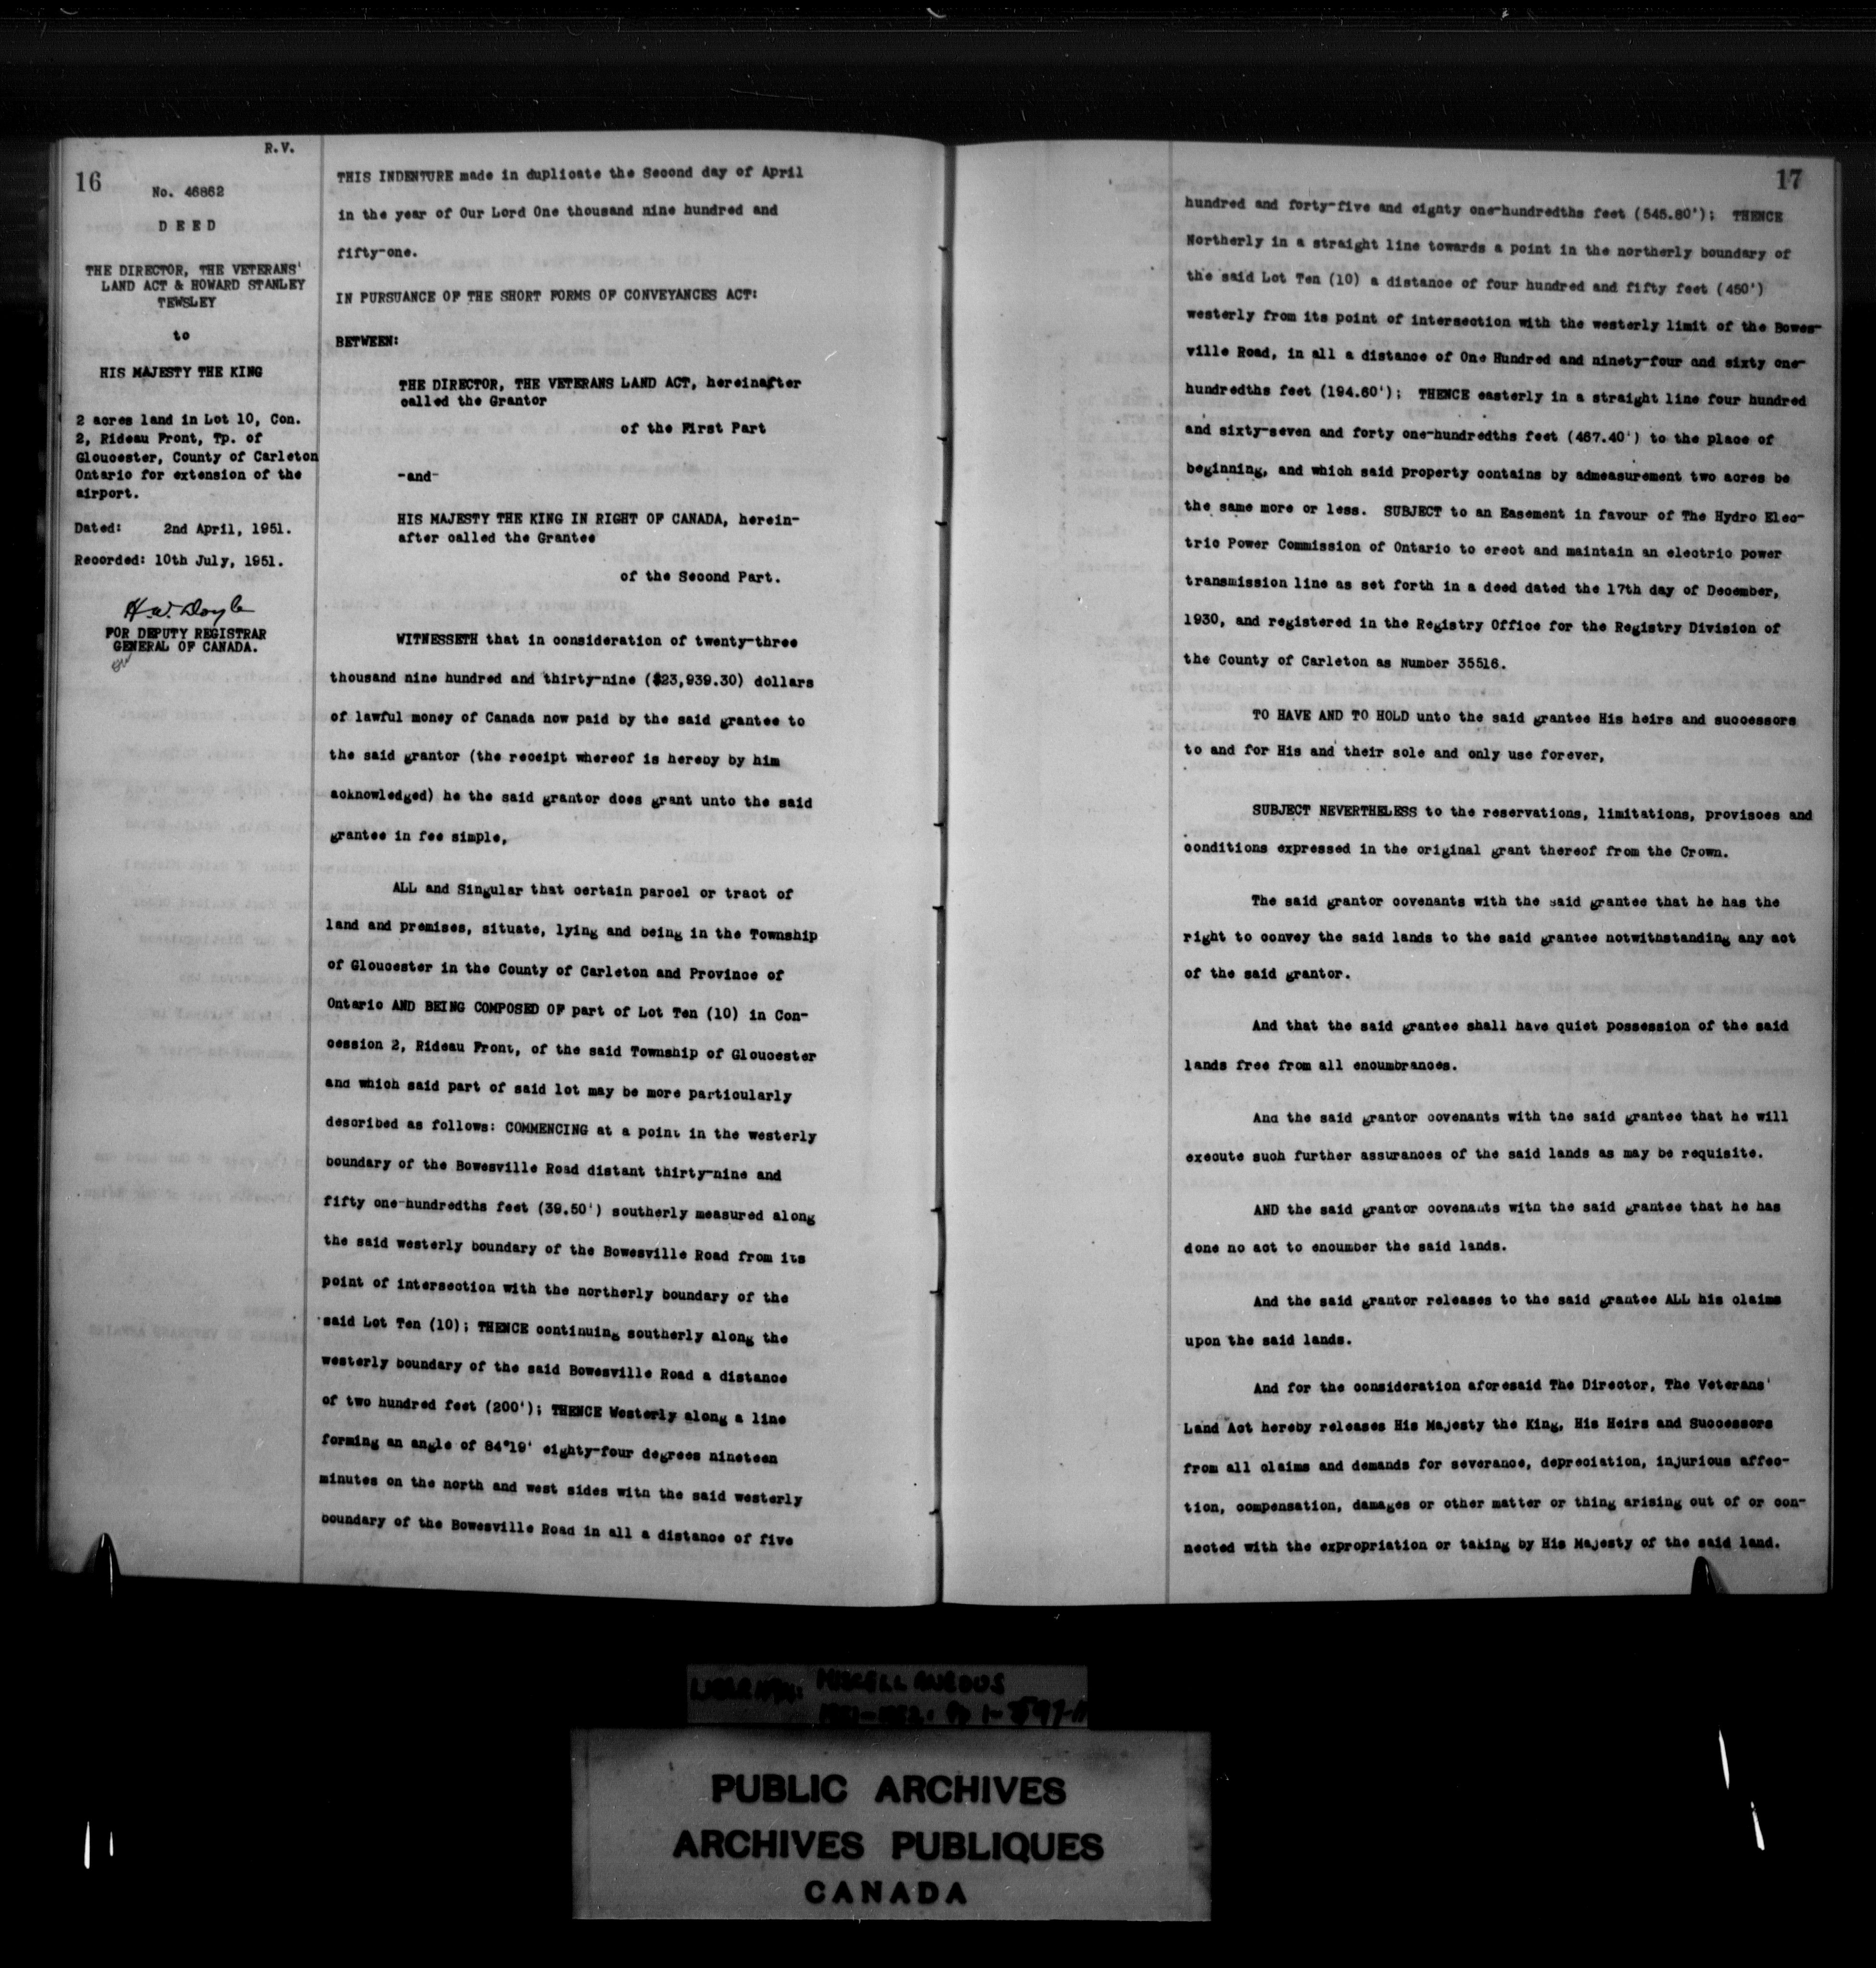 R.V.
16
No. 46862
DEED
THE DIRECTOR, THE VETERANS'
LAND ACT & HOWARD STANLEY
TEWSLEY
to
HIS MAJESTY THE KING
2 acres land in Lot 10, Con.
2, Rideau Front, Tp. of
Gloucester, County of Carleton
Ontario for extension of the
airport.
Dated: 2nd April, 1951.
Recorded: 10th July, 1951.
H.W. Doyle
FOR DEPUTY REGISTRAR
GENERAL OF CANADA.
THIS INDENTURE made in duplicate the Second day of April
in the year of Our Lord One thousand nine hundred and
fifty-one.
IN PURSUANCE OF THE SHORT FORMS OF CONVEYANCES ACT:
BETWEEN:
THE DIRECTOR, THE VETERANS LAND ACT, hereinafter
called the Grantor
of the First Part
-and-
HIS MAJESTY THE KING IN RIGHT OF CANADA, herein-
after called the Grantee
of the Second Part.
WITNESSETH that in consideration of twenty-three
thousand nine hundred and thirty-nine ($23,939.30) dollars
of lawful money of Canada now paid by the said grantee to
the said grantor (the receipt whereof is hereby by him
acknowledged) he the said grantor does grant unto the said
grantee in fee simple,
ALL and Singular that certain parcel or tract of
land and premises, situate, lying and being in the Township
of Gloucester in the County of Carleton and Province of
Ontario AND BEING COMPOSED OF part of Lot Ten (10) in Con-
cession 2, Rideau Front, of the said Township of Gloucester
and which said part of said lot may be more particularly
described as follows: COMMENCING at a point in the westerly
boundary of the Bowesville Road distant thirty-nine and
fifty one-hundredths feet (39.50') southerly measured along
the said westerly boundary of the Bowesville Road from its
point of intersection with the northerly boundary of the
said Lot Ten (10); THENCE continuing southerly along the
westerly boundary of the said Bowesville Road a distance
of two hundred feet (200'); THENCE Westerly along a line
forming an angle of 84°19' eighty-four degrees nineteen
minutes on the north and west sides with the said westerly
boundary of the Bowesville Road in all a distance of five
17
hundred and forty-five and eighty one-hundredths feet (545.80'); THENCE
Northerly in a straight line towards a point in the northerly boundary of
the said Lot Ten (10) a distance of four hundred and fifty feet (450')
westerly from its point of intersection with the westerly limit of the Bowes-
ville Road, in all a distance of One Hundred and ninety-four and sixty one-
hundredths feet (194.60'); THENCE easterly in a straight line four hundred
and sixty-seven and forty one-hundredths feet (467.40') to the place of
beginning, and which said property contains by admeasurement two acres be
the same more or less. SUBJECT to an Easement in favour of The Hydro Elec-
tric Power Commission of Ontario to erect and maintain an electric power
transmission line as set forth in a deed dated the 17th day of December,
1930, and registered in the Registry Office for the Registry Division of
the County of Carleton as Number 35516.
TO HAVE AND TO HOLD unto the said grantee His heirs and successors
to and for His and their sole and only use forever,
SUBJECT NEVERTHELESS to the reservations, limitations, provisoes and
conditions expressed in the original grant thereof from the Crown.
The said grantor covenants with the said grantee that he has the
right to convey the said lands to the said grantee notwithstanding any act
of the said grantor.
And that the said grantee shall have quiet possession of the said
lands free from all encumbrances.
And the said grantor covenants with the said grantee that he will
execute such further assurances of the said lands as may be requisite.
AND the said grantor covenants with the said grantee that he has
done no act to encumber the said lands.
And the said grantor releases to the said grantee ALL his claims
upon the said lands.
And for the consideration aforesaid The Director, The Veterans'
Land Act hereby releases His Majesty the King, His Heirs and Successors
from all claims and demands for severance, depreciation, injurious affec-
tion, compensation, damages or other matter or thing arising out of or con-
nected with the expropriation or taking by His Majesty of the said land.
MISCELLANEOUS
PUBLIC ARCHIVES
ARCHIVES PUBLIQUES
CANADA